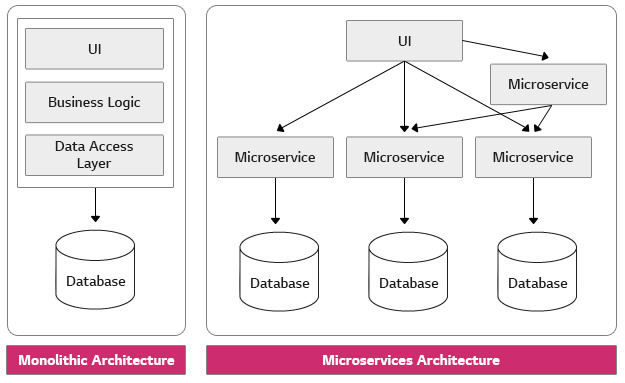 UI
Business Logic
Data Access
Layer
Database
Monolithic Architecture
UI
Microservice
Microservice
Microservice
Microservice
Database
Database
Database
Microservices Architecture